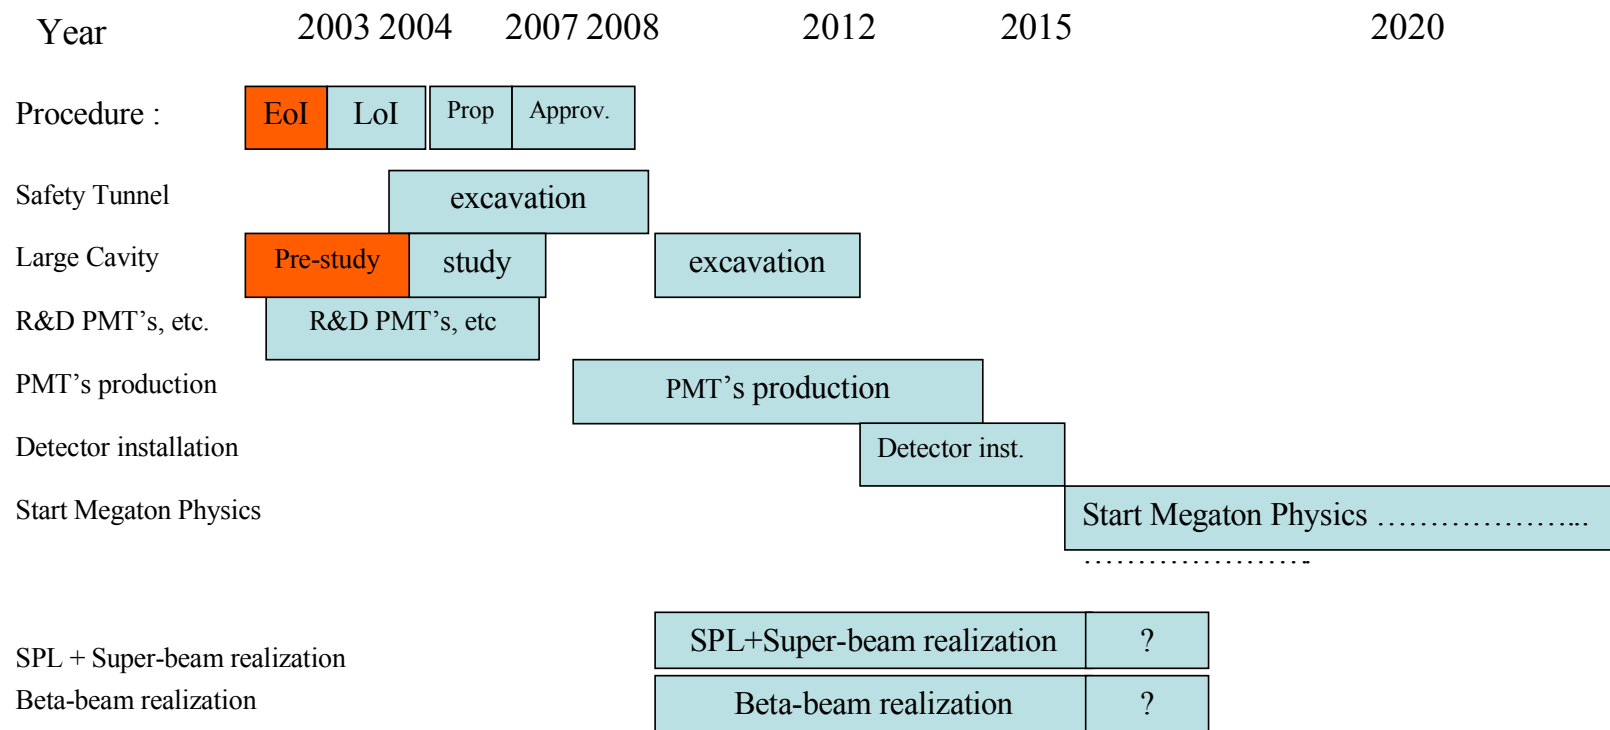 Year 2003 2004 2007 2008 2012 2015 2020
Procedure : EoI LoI Prop Approv.
Safety Tunnel excavation
Large Cavity Pre-study study excavation
R&D PMT’s, etc. R&D PMT’s, etc
PMT’s production PMT’s production
Detector installation Detector inst.
Start Megaton Physics Start Megaton Physics …………………...
…………………..
SPL + Super-beam realization SPL+Super-beam realization ?
Beta-beam realization Beta-beam realization ?